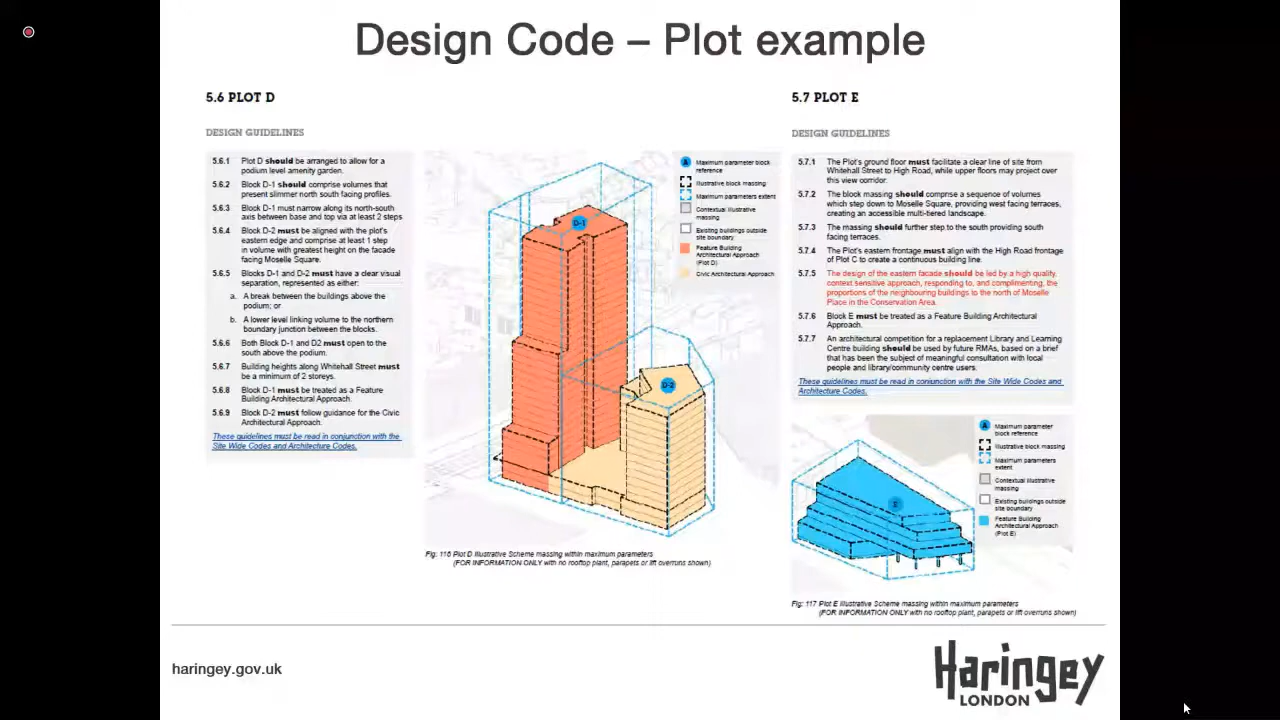 Design Code – Plot example
5.6 PLOT D
DESIGN GUIDELINES
5.6.1 Plot D should be arranged to allow for a
podium level amenity garden.
5.6.2 Block D-1 should comprise volumes that
present slimmer north south facing profiles.
5.6.3 Block D-1 must narrow along its north-south
axis between base and top via at least 2 steps
5.6.4 Block D-2 must be aligned with the plot's
eastern edge and comprise at least 1 step
in volume with greatest height on the facade
facing Moselle Square.
5.6.5 Blocks D-1 and D-2 must have a clear visual
separation, represented as either:
a. A break between the buildings above the
podium; or
b. A lower level linking volume to the northern
boundary junction between the blocks.
5.6.6 Both Block D-1 and D2 must open to the
south above the podium.
5.6.7 Building heights along Whitehall Street must
be a minimum of 2 storeys.
5.6.8 Block D-1 must be treated as a Feature
Building Architectural Approach.
5.6.9 Block D-2 must follow guidance for the Civic
Architectural Approach.
These guidelines must be read in conjunction with the
Site Wide Codes and Architecture Codes.
D-1
D-2
A Maximum parameter block
reference
Illustrative block massing
Maximum parameters extent
Contextual illustrative
massing
Existing buildings outside
site boundary
Feature Building
Architectural Approach
(Plot D)
Civic Architectural Approach
Fig: 116 Plot D Illustrative Scheme massing within maximum parameters
(FOR INFORMATION ONLY with no rooftop plant, parapets or lift overruns shown)
5.7 PLOT E
DESIGN GUIDELINES
5.7.1 The Plot's ground floor must facilitate a clear line of site from
Whitehall Street to High Road, while upper floors may project over
this view corridor.
5.7.2 The block massing should comprise a sequence of volumes
which step down to Moselle Square, providing west facing terraces,
creating an accessible multi-tiered landscape.
5.7.3 The massing should further step to the south providing south
facing terraces.
5.7.4 The Plot's eastern frontage must align with the High Road frontage
of Plot C to create a continuous building line.
5.7.5 The design of the eastern facade should be led by a high quality,
context sensitive approach, responding to, and complimenting, the
proportions of the neighbouring buildings to the north of Moselle
Place in the Conservation Area.
5.7.6 Block E must be treated as a Feature Building Architectural
Approach.
5.7.7 An architectural competition for a replacement Library and Learning
Centre building should be used by future RMAs, based on a brief
that has been the subject of meaningful consultation with local
people and library/community centre users.
These guidelines must be read in conjunction with the Site Wide Codes and
Architecture Codes.
E
A Maximum parameter
block reference
Illustrative block massing
Maximum parameters
extent
Contextual illustrative
massing
Existing buildings outside
site boundary
Feature Building
Architectural Approach
(Plot E)
Fig: 117 Plot E Illustrative Scheme massing within maximum parameters
(FOR INFORMATION ONLY with no rooftop plant, parapets or lift overruns shown)
haringey.gov.uk
Haringey
LONDON